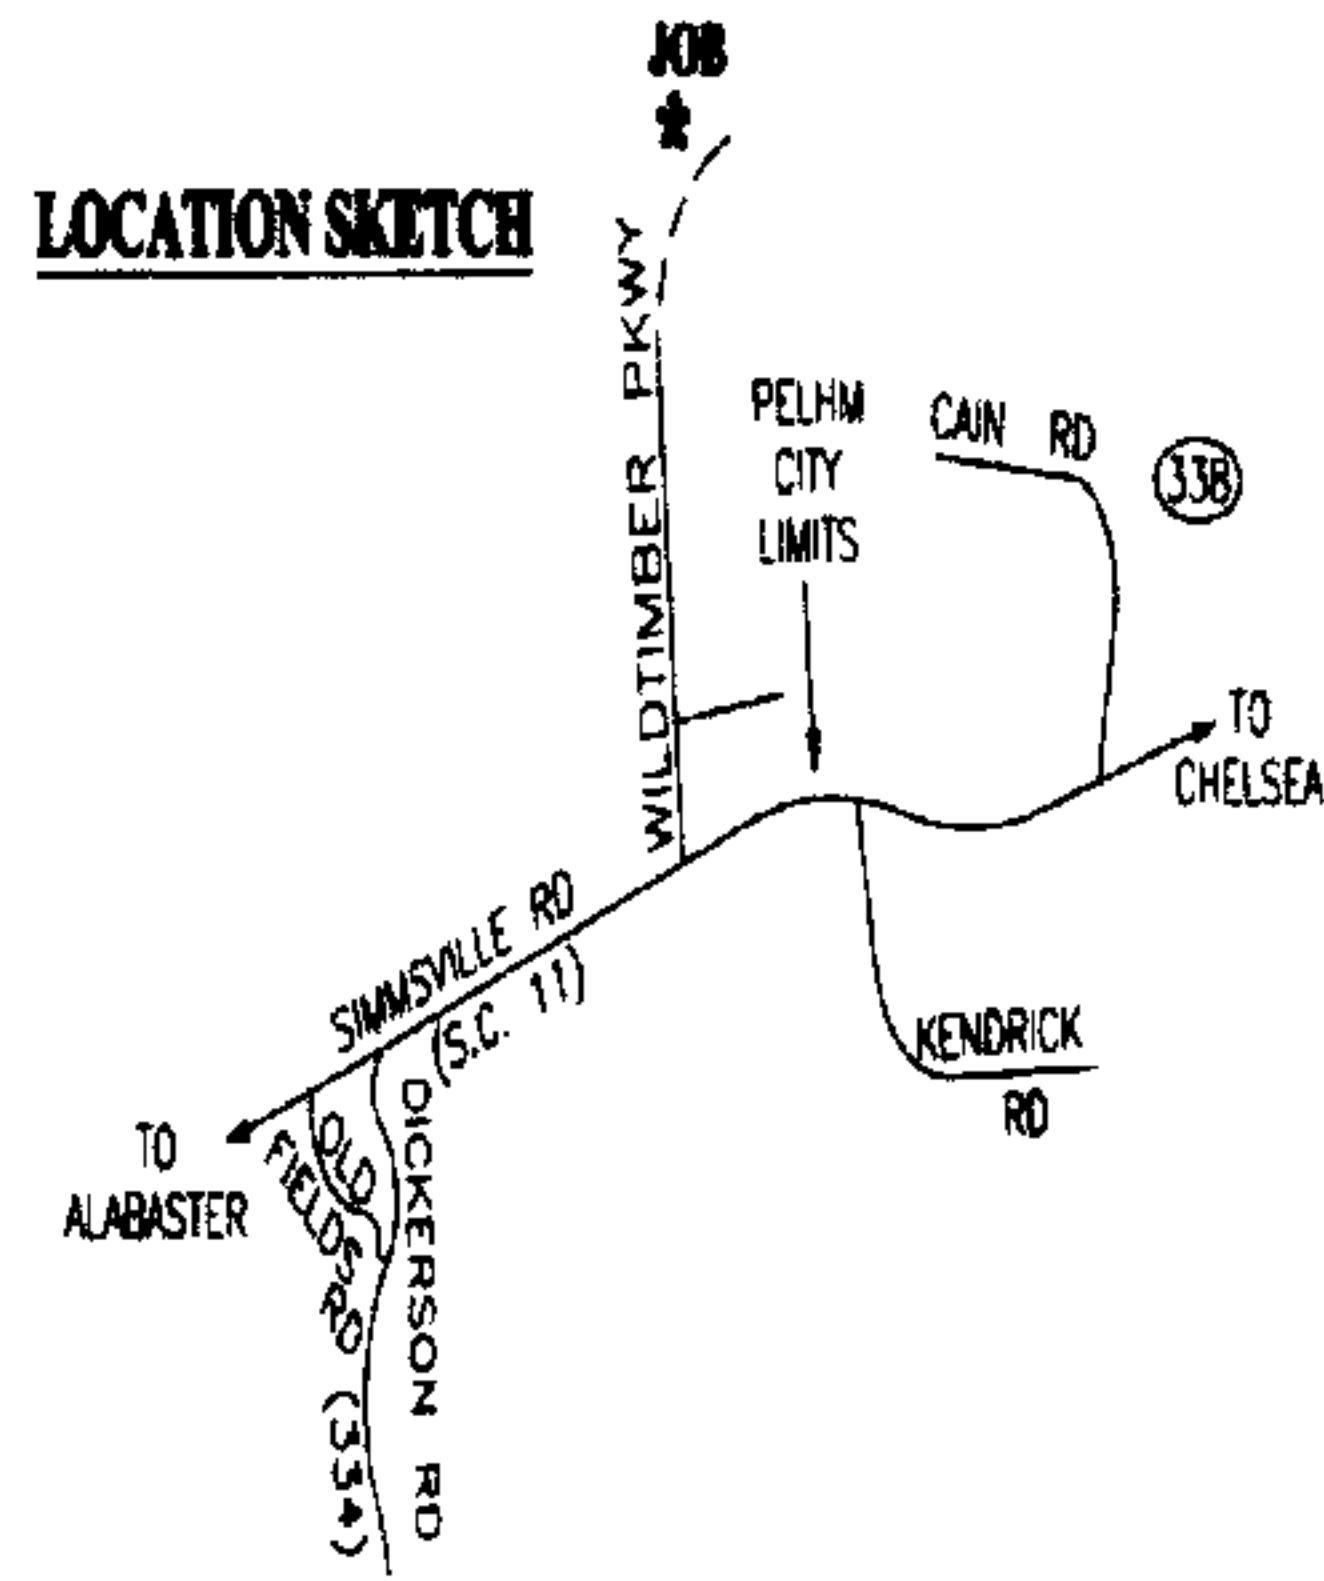 JOB
LOCATION SKETCH
WILDTIMBER PKWY
PELHM
CITY
LIMITS
CAIN RD
33B
TO
CHELSEA
SIMMSVILLE RD
(S.C. 11)
KENDRICK
RD
TO
ALABASTER
OLD
FIELDS RD (334)
DICKERSON RD